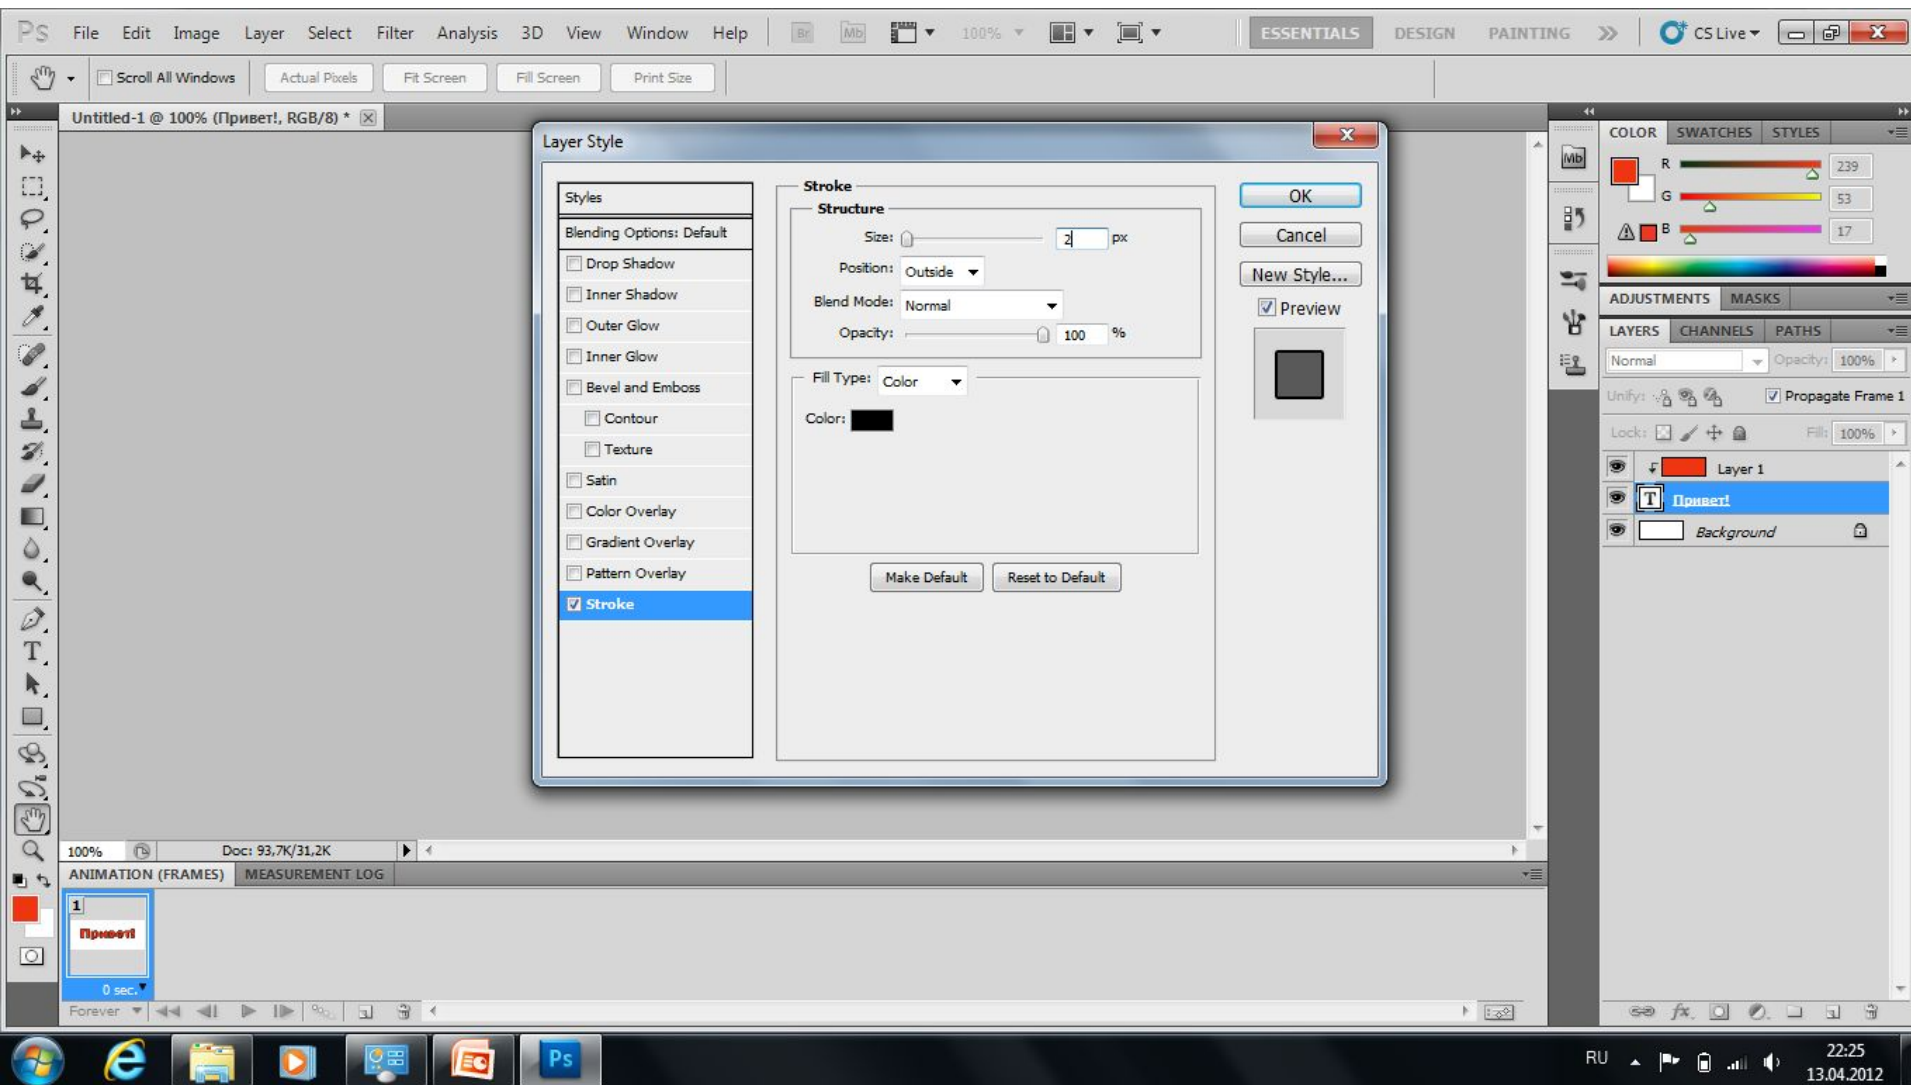 Ps File Edit Image Layer Select Filter Analysis 3D View Window Help Br Mb 100% ESSENTIALS DESIGN PAINTING CS Live
Scroll All Windows Actual Pixels Fit Screen Fill Screen Print Size
Untitled-1 @ 100% (Привет!, RGB/8) *
Layer Style
Styles
Blending Options: Default
Drop Shadow
Inner Shadow
Outer Glow
Inner Glow
Bevel and Emboss
Contour
Texture
Satin
Color Overlay
Gradient Overlay
Pattern Overlay
Stroke
Stroke
Structure
Size: 2 px
Position: Outside
Blend Mode: Normal
Opacity: 100 %
Fill Type: Color
Color:
Make Default Reset to Default
OK
Cancel
New Style...
Preview
Mb
COLOR SWATCHES STYLES
R 239
G 53
B 17
ADJUSTMENTS MASKS
LAYERS CHANNELS PATHS
Normal Opacity: 100%
Unify: Propagate Frame 1
Lock: Fill: 100%
Layer 1
T Привет!
Background
100% Doc: 93,7K/31,2K
ANIMATION (FRAMES) MEASUREMENT LOG
1
Привет!
0 sec.
Forever
Ps
RU 22:25
13.04.2012